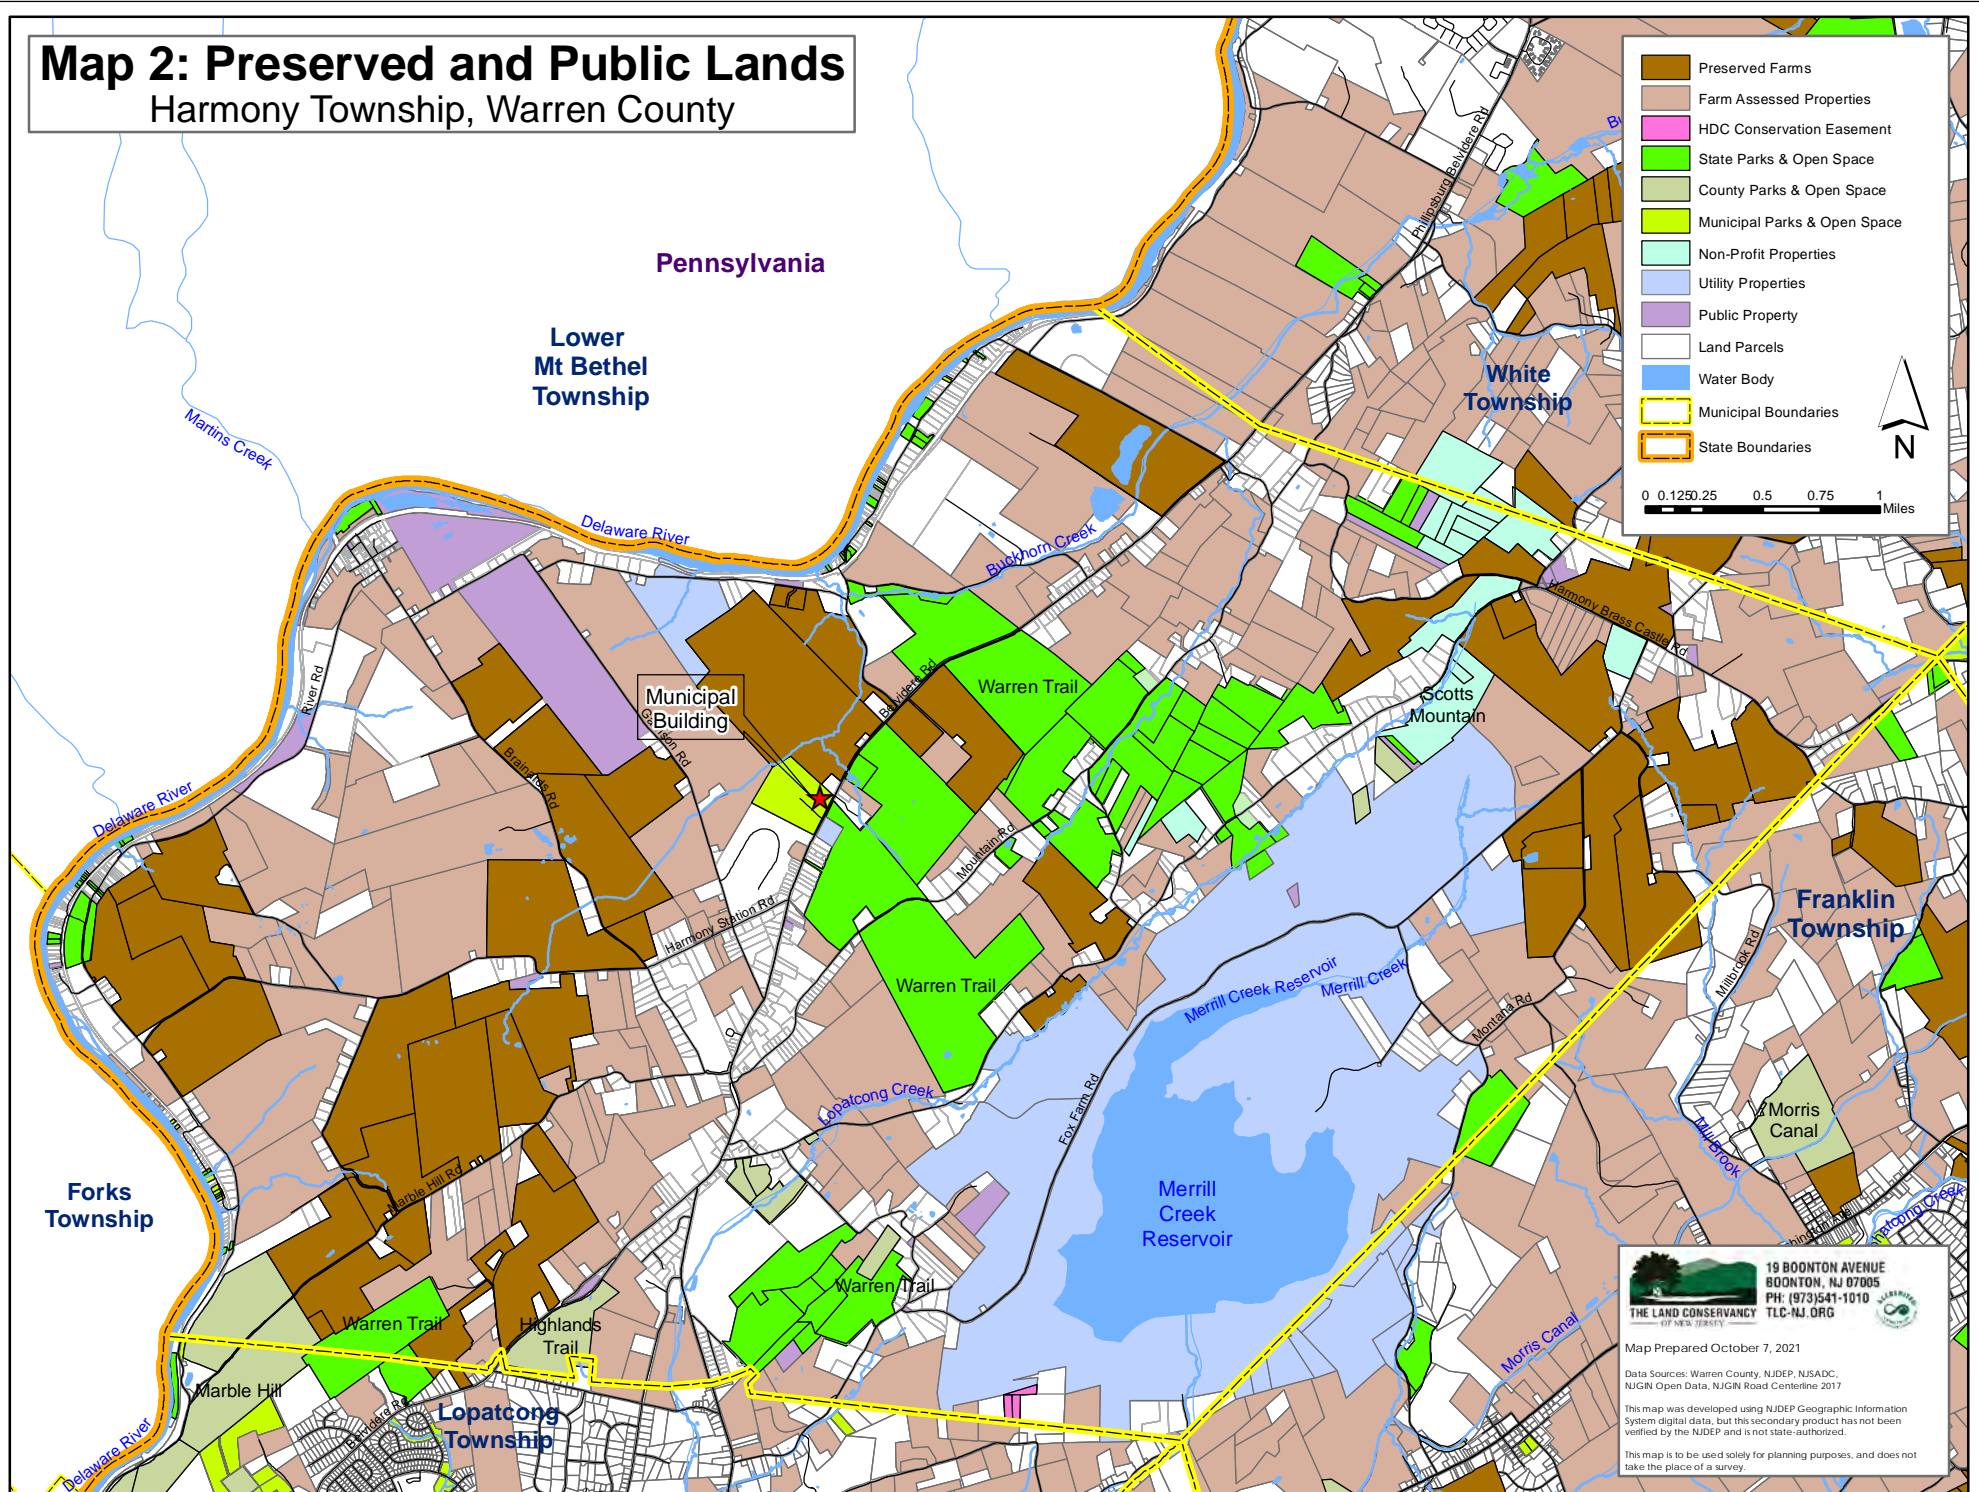 Map 2: Preserved and Public Lands
Harmony Township, Warren County
Preserved Farms
Farm Assessed Properties
HDC Conservation Easement
State Parks & Open Space
County Parks & Open Space
Municipal Parks & Open Space
Non-Profit Properties
Utility Properties
Public Property
Land Parcels
Water Body
Municipal Boundaries
State Boundaries
N
0 0.125 0.25 0.5 0.75 1
Miles
Pennsylvania
Lower
Mt Bethel
Township
White
Township
Phillipsburg Belvidere Rd
Martins Creek
Delaware River
Buckhorn Creek
Harmony Brass Castle Rd
River Rd
Municipal
Building
Garrison Rd
Belvidere Rd
Warren Trail
Scotts
Mountain
Brainards Rd
Delaware River
Mountain Rd
Harmony Station Rd
Franklin
Township
Millbrook Rd
Warren Trail
Merrill Creek Reservoir
Merrill Creek
Montana Rd
Lopatcong Creek
Fox Farm Rd
Morris
Canal
Mill Brook
Marble Hill Rd
Forks
Township
Merrill
Creek
Reservoir
Warren Trail
Warren Trail
Highlands
Trail
Morris Canal
Marble Hill
Belvidere Rd
Lopatcong
Township
Delaware River
THE LAND CONSERVANCY
OF NEW JERSEY
19 BOONTON AVENUE
BOONTON, NJ 07005
PH: (973)541-1010
TLC-NJ.ORG
Map Prepared October 7, 2021
Data Sources: Warren County, NJDEP, NJSADC,
NJGIN Open Data, NJGIN Road Centerline 2017
This map was developed using NJDEP Geographic Information
System digital data, but this secondary product has not been
verified by the NJDEP and is not state-authorized.
This map is to be used solely for planning purposes, and does not
take the place of a survey.